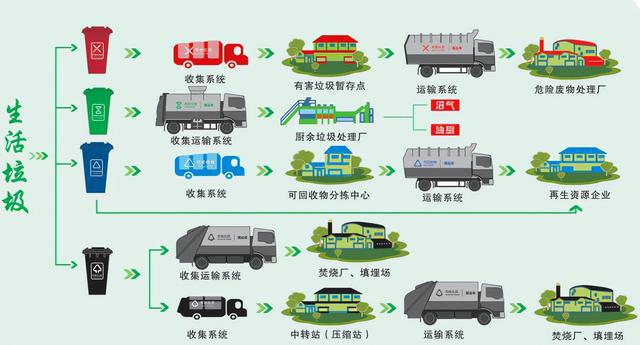 生活垃圾
收集系统
有害垃圾暂存点
运输系统
危险废物处理厂
收集运输系统
厨余垃圾处理厂
沼气
油脂
收集系统
可回收物分拣中心
运输系统
再生资源企业
收集运输系统
焚烧厂、填埋场
收集系统
中转站（压缩站）
运输系统
焚烧厂、填埋场